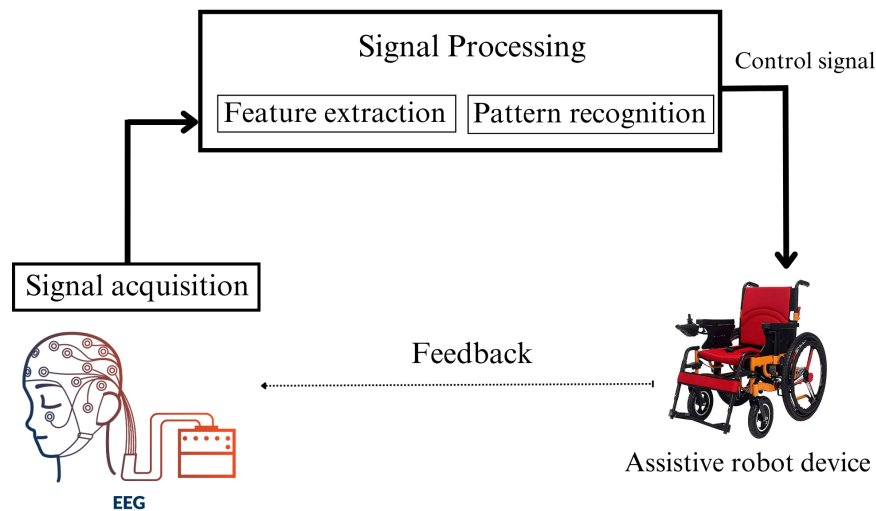 Signal Processing
Control signal
Feature extraction
Pattern recognition
Signal acquisition
Feedback
Assistive robot device
EEG